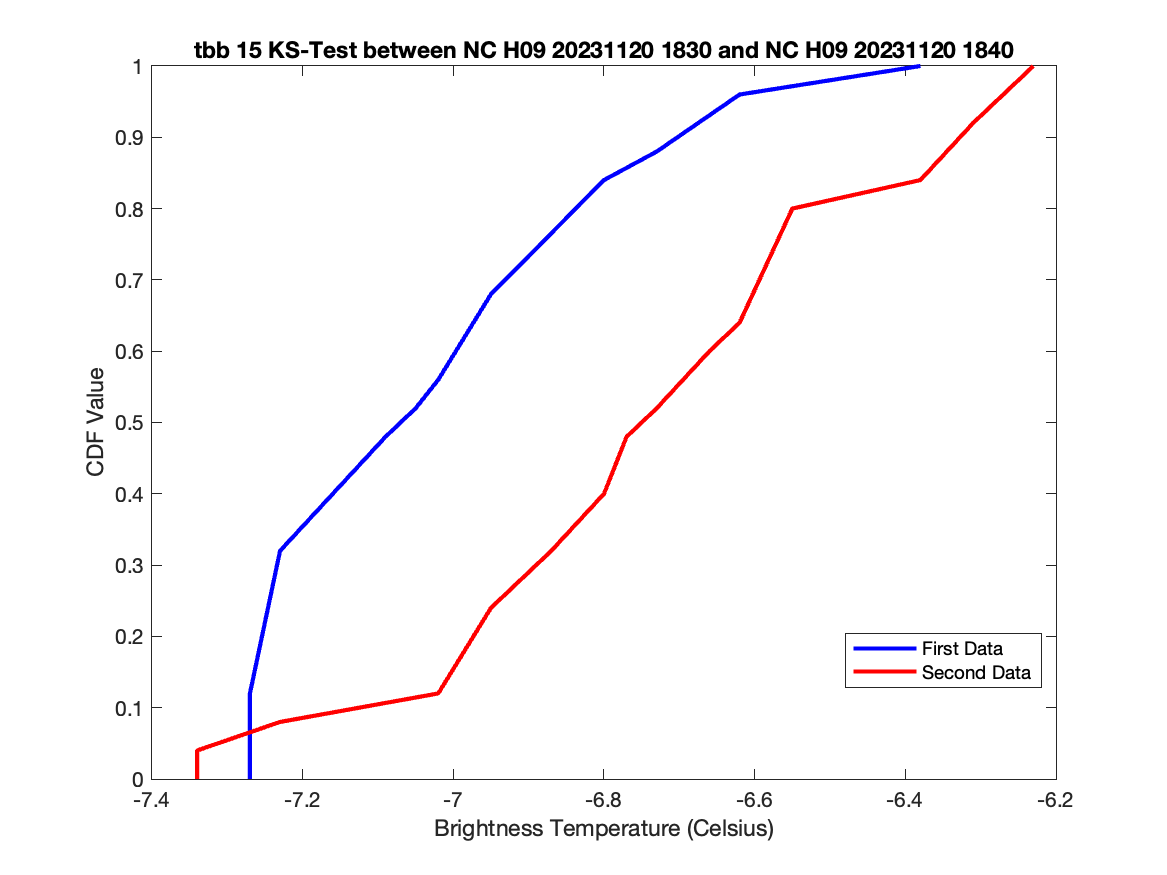 tbb 15 KS-Test between NC H09 20231120 1830 and NC H09 20231120 1840
1
0.9
0.8
0.7
0.6
0.5
0.4
0.3
0.2
0.1
0
CDF Value
First Data
Second Data
-7.4 -7.2 -7 -6.8 -6.6 -6.4 -6.2
Brightness Temperature (Celsius)